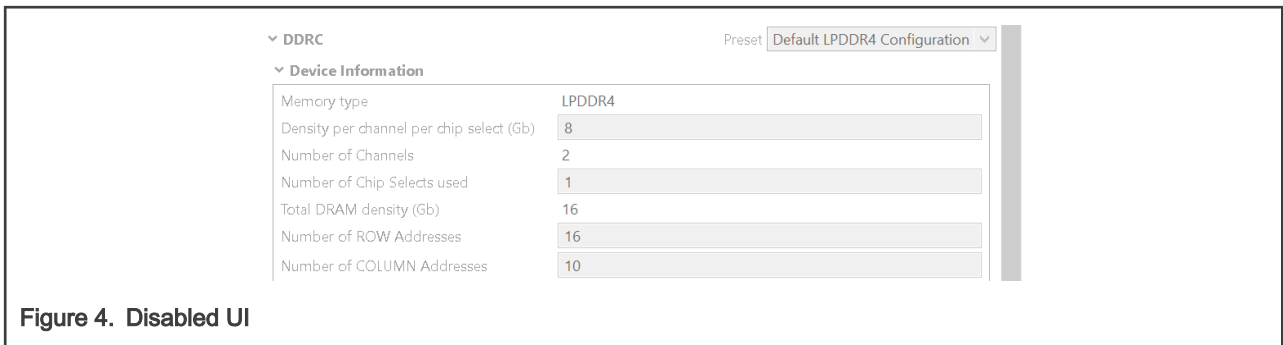 DDRC Preset Default LPDDR4 Configuration
Device Information
Memory type LPDDR4
Density per channel per chip select (Gb) 8
Number of Channels 2
Number of Chip Selects used 1
Total DRAM density (Gb) 16
Number of ROW Addresses 16
Number of COLUMN Addresses 10
Figure 4. Disabled UI